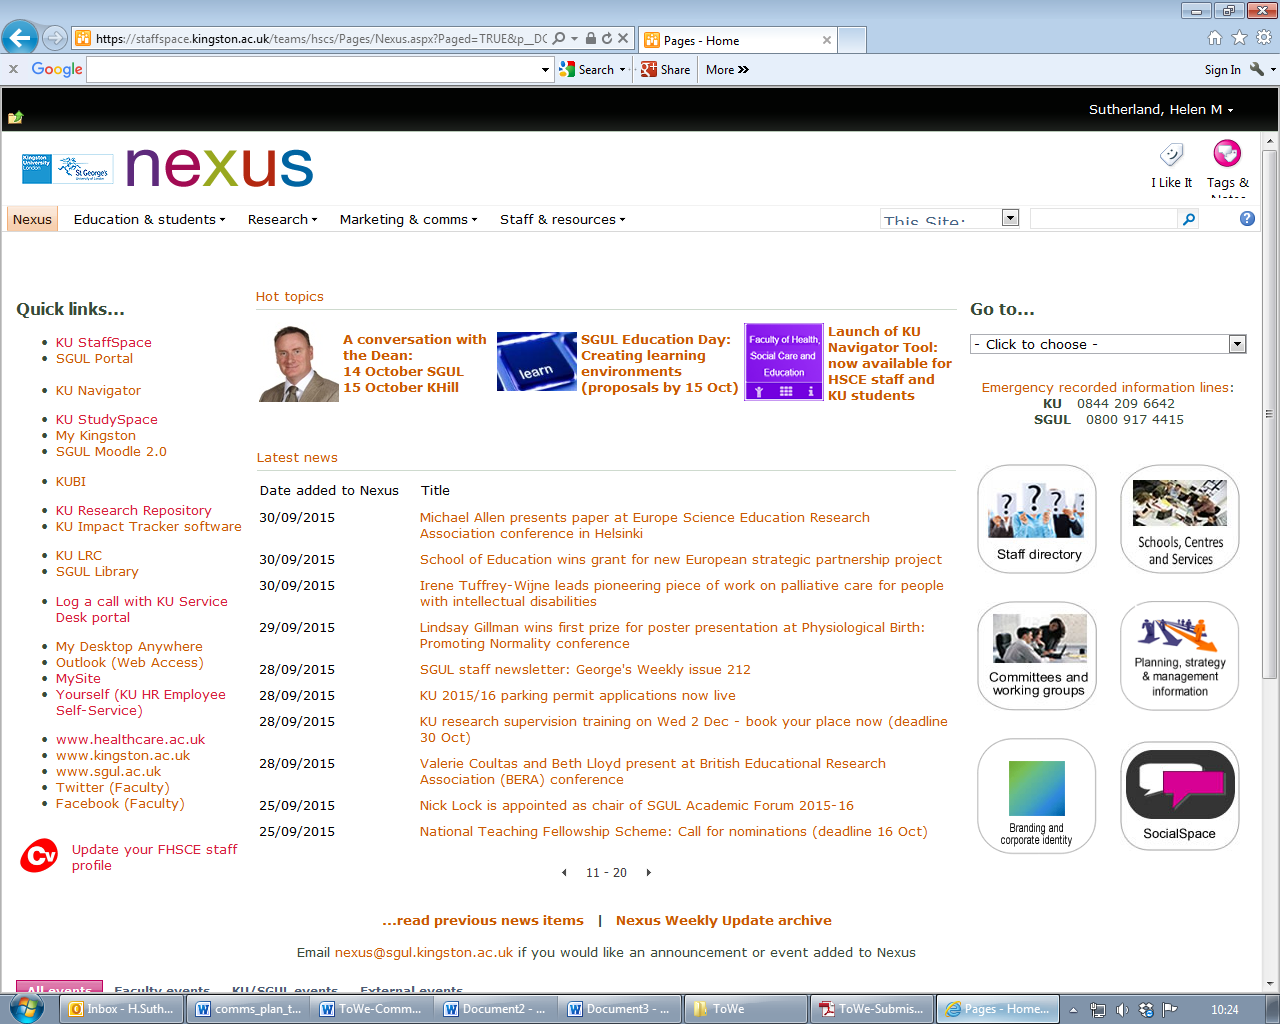 https://staffspace.kingston.ac.uk/teams/hscs/Pages/Nexus.aspx?Paged=TRUE&p__DC
Pages - Home
Google
Search
Share
More »
Sign In
Sutherland, Helen M
Kingston University London
St George's
University of London
nexus
I Like It
Tags &
Nexus
Education & students
Research
Marketing & comms
Staff & resources
This Site:
Quick links...
KU StaffSpace
SGUL Portal
KU Navigator
KU StudySpace
My Kingston
SGUL Moodle 2.0
KUBI
KU Research Repository
KU Impact Tracker software
KU LRC
SGUL Library
Log a call with KU Service
Desk portal
My Desktop Anywhere
Outlook (Web Access)
MySite
Yourself (KU HR Employee
Self-Service)
www.healthcare.ac.uk
www.kingston.ac.uk
www.sgul.ac.uk
Twitter (Faculty)
Facebook (Faculty)
Cv
Update your FHSCE staff
profile
Hot topics
A conversation with
the Dean:
14 October SGUL
15 October KHill
learn
SGUL Education Day:
Creating learning
environments
(proposals by 15 Oct)
Faculty of Health,
Social Care and
Education
Launch of KU
Navigator Tool:
now available for
HSCE staff and
KU students
Latest news
Date added to Nexus Title
30/09/2015 Michael Allen presents paper at Europe Science Education Research
Association conference in Helsinki
30/09/2015 School of Education wins grant for new European strategic partnership project
30/09/2015 Irene Tuffrey-Wijne leads pioneering piece of work on palliative care for people
with intellectual disabilities
29/09/2015 Lindsay Gillman wins first prize for poster presentation at Physiological Birth:
Promoting Normality conference
28/09/2015 SGUL staff newsletter: George's Weekly issue 212
28/09/2015 KU 2015/16 parking permit applications now live
28/09/2015 KU research supervision training on Wed 2 Dec - book your place now (deadline
30 Oct)
28/09/2015 Valerie Coultas and Beth Lloyd present at British Educational Research
Association (BERA) conference
25/09/2015 Nick Lock is appointed as chair of SGUL Academic Forum 2015-16
25/09/2015 National Teaching Fellowship Scheme: Call for nominations (deadline 16 Oct)
11 - 20
...read previous news items | Nexus Weekly Update archive
Email nexus@sgul.kingston.ac.uk if you would like an announcement or event added to Nexus
Go to...
- Click to choose -
Emergency recorded information lines:
KU 0844 209 6642
SGUL 0800 917 4415
? ? ?
Staff directory
Schools, Centres
and Services
Committees and
working groups
Planning, strategy
& management
information
Branding and
corporate identity
SocialSpace
All events
Faculty events
KU/SGUL events
External events
Inbox - H.Suth...
comms_plan_t...
ToWe-Comm...
Document2 - ...
Document3 - ...
ToWe
ToWe-Submis...
Pages - Home...
10:24